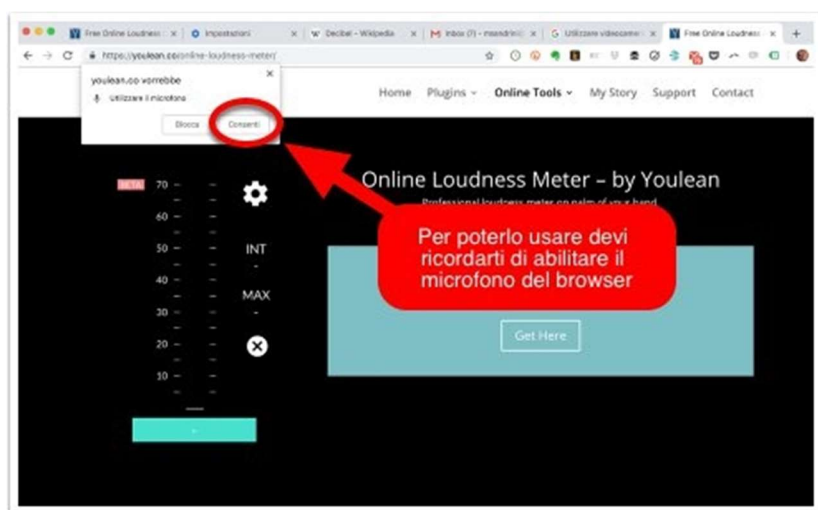 Free Online Loudness
Impostazioni
Decibel - Wikipedia
Utilizzare videocame
Free Online Loudness
https://youlean.co/online-loudness-meter/
youlean.co vorrebbe
Utilizzare il microfono
Blocca
Consenti
Home
Plugins
Online Tools
My Story
Support
Contact
BETA
70
60
50
40
30
20
10
INT
-
MAX
-
Online Loudness Meter – by Youlean
Professional loudness meter on palm of your hand
Per poterlo usare devi
ricordarti di abilitare il
microfono del browser
Get Here